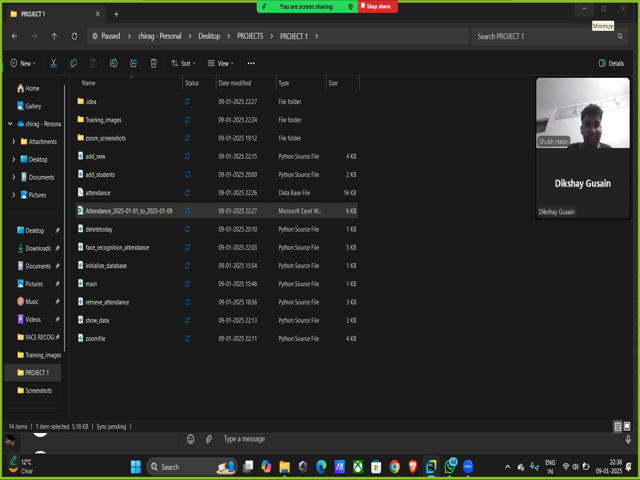 PROJECT 1
You are screen sharing
Stop share
Minimize
Paused
chirag - Personal
Desktop
PROJECTS
PROJECT 1
Search PROJECT 1
New
Sort
View
Details
Name
Status
Date modified
Type
Size
Home
Gallery
chirag - Persona
Attachments
Desktop
Documents
Pictures
Desktop
Downloads
Documents
Pictures
Music
Videos
FACE RECOG
Training_images
PROJECT 1
Screenshots
.idea 09-01-2025 22:27 File folder
Training_images 09-01-2025 22:24 File folder
zoom_screenshots 09-01-2025 19:12 File folder
add_new 09-01-2025 22:15 Python Source File 4 KB
add_students 09-01-2025 20:00 Python Source File 2 KB
attendance 09-01-2025 22:26 Data Base File 16 KB
Attendance_2025-01-01_to_2025-01-09 09-01-2025 22:27 Microsoft Excel W... 6 KB
deletetoday 09-01-2025 20:10 Python Source File 1 KB
face_recognition_attendance 09-01-2025 22:03 Python Source File 5 KB
initialize_database 09-01-2025 15:54 Python Source File 1 KB
main 09-01-2025 15:46 Python Source File 1 KB
retrieve_attendance 09-01-2025 18:56 Python Source File 3 KB
show_data 09-01-2025 22:13 Python Source File 3 KB
zoomfile 09-01-2025 22:11 Python Source File 4 KB
Shubh Halan
Dikshay Gusain
Dikshay Gusain
14 items
1 item selected 5.18 KB
Sync pending
Type a message
12°C
Clear
Search
ENG
IN
22:38
09-01-2025